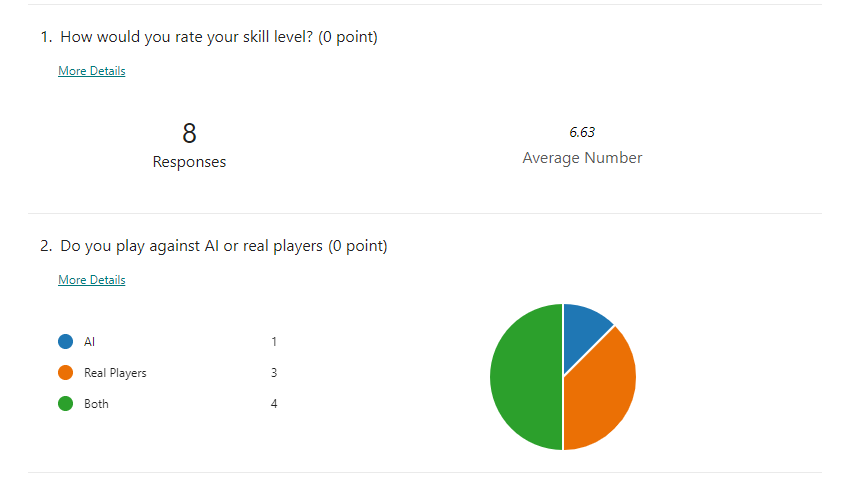 1. How would you rate your skill level? (0 point)
More Details
8
Responses
6.63
Average Number
2. Do you play against AI or real players (0 point)
More Details
AI 1
Real Players 3
Both 4